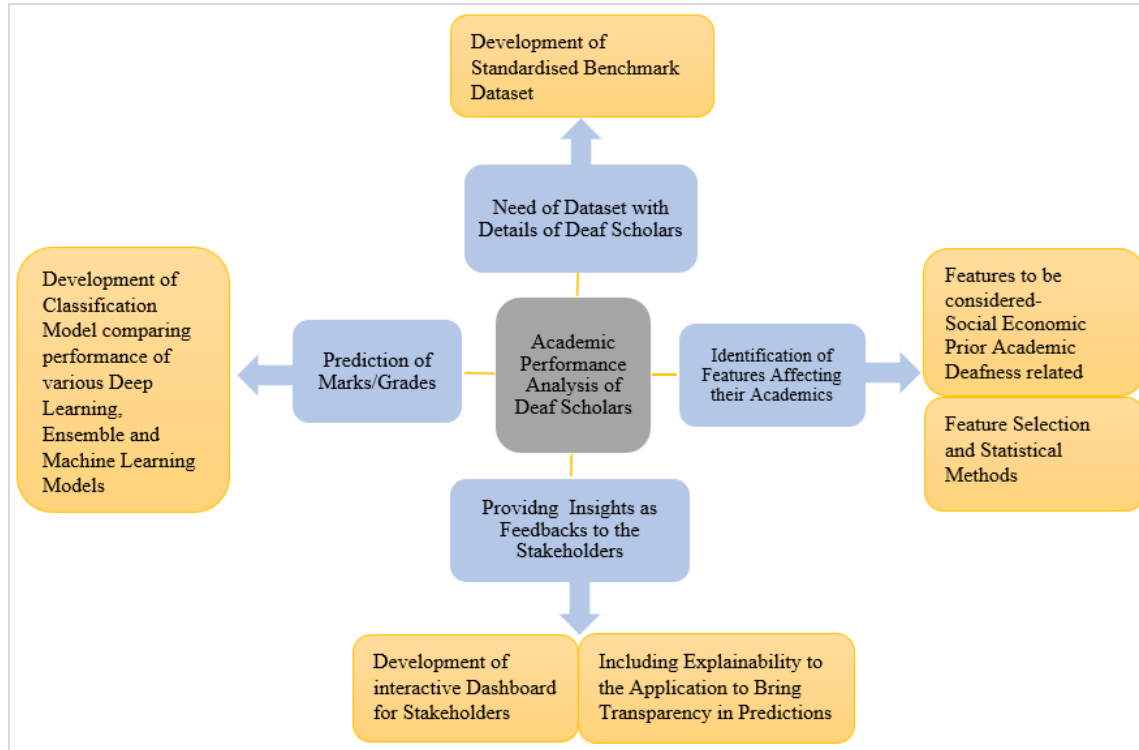 Development of
Standardised Benchmark
Dataset
Need of Dataset with
Details of Deaf Scholars
Development of
Classification
Model comparing
performance of
various Deep
Learning,
Ensemble and
Machine Learning
Models
Prediction of
Marks/Grades
Academic
Performance
Analysis of
Deaf Scholars
Identification of
Features Affecting
their Academics
Features to be
considered-
Social Economic
Prior Academic
Deafness related
Feature Selection
and Statistical
Methods
Providng Insights as
Feedbacks to the
Stakeholders
Development of
interactive Dashboard
for Stakeholders
Including Explainability to
the Application to Bring
Transparency in Predictions